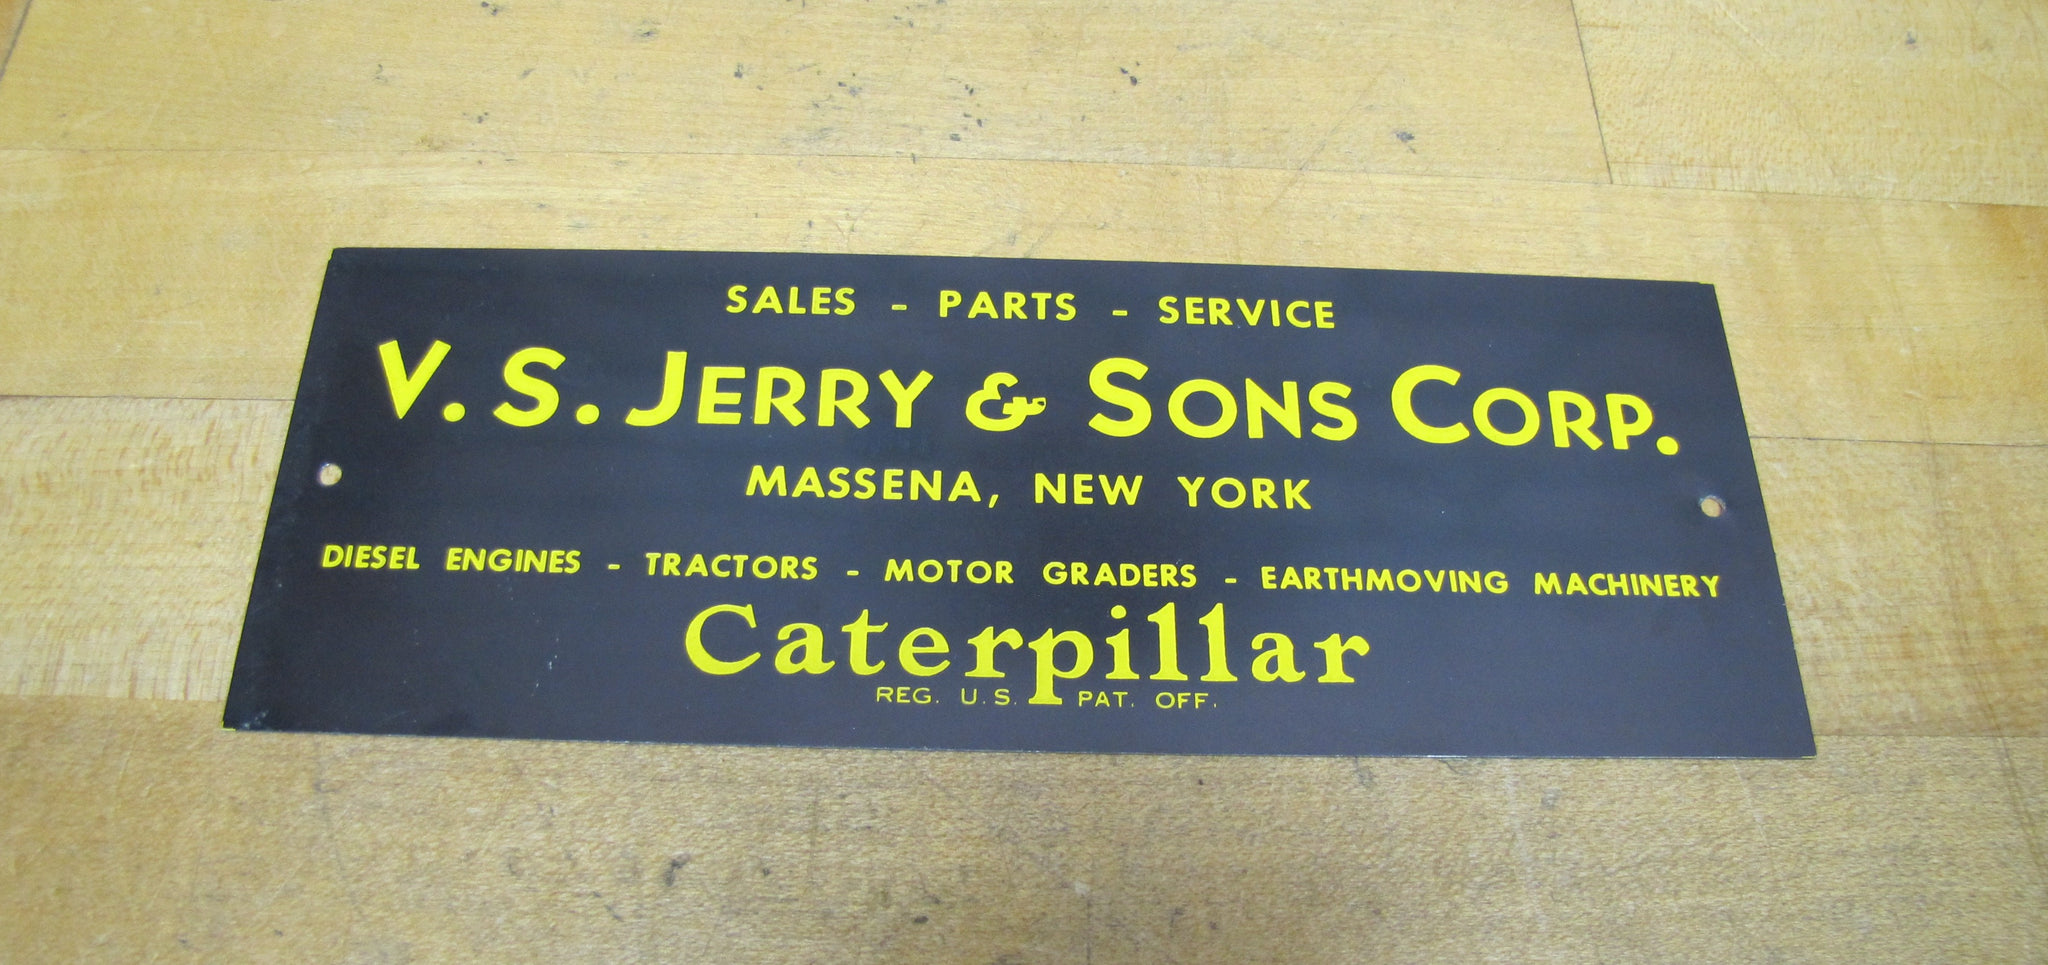 SALES - PARTS - SERVICE
V. S. JERRY & SONS CORP.
MASSENA, NEW YORK
DIESEL ENGINES - TRACTORS - MOTOR GRADERS - EARTHMOVING MACHINERY
Caterpillar
REG. U.S. PAT. OFF.